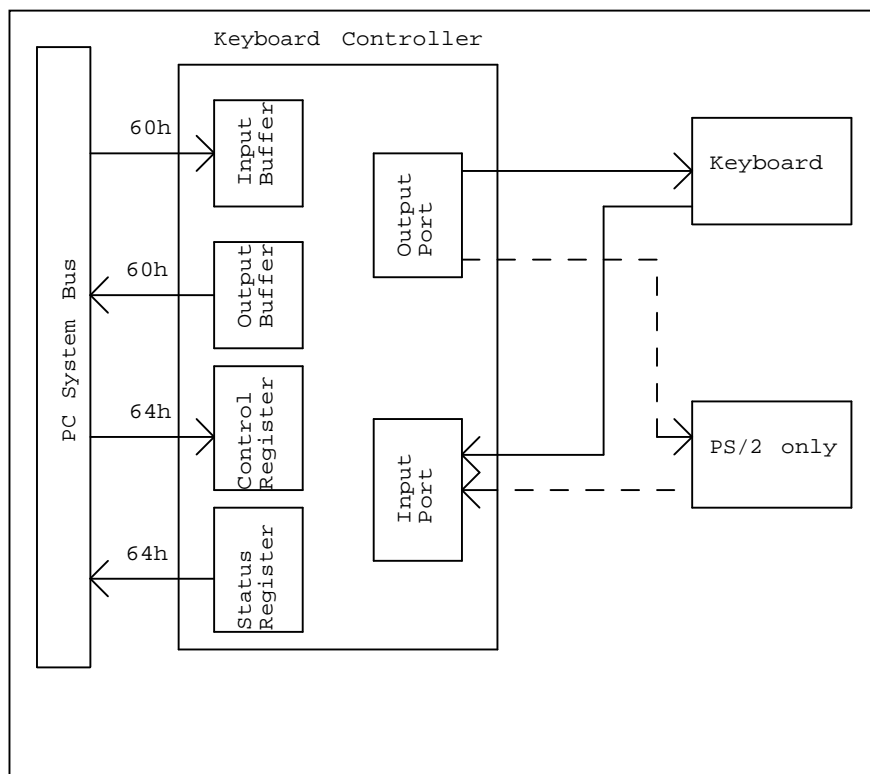 Keyboard Controller
PC System Bus
60h
Input
Buffer
60h
Output
Buffer
64h
Control
Register
64h
Status
Register
Output
Port
Input
Port
Keyboard
PS/2 only